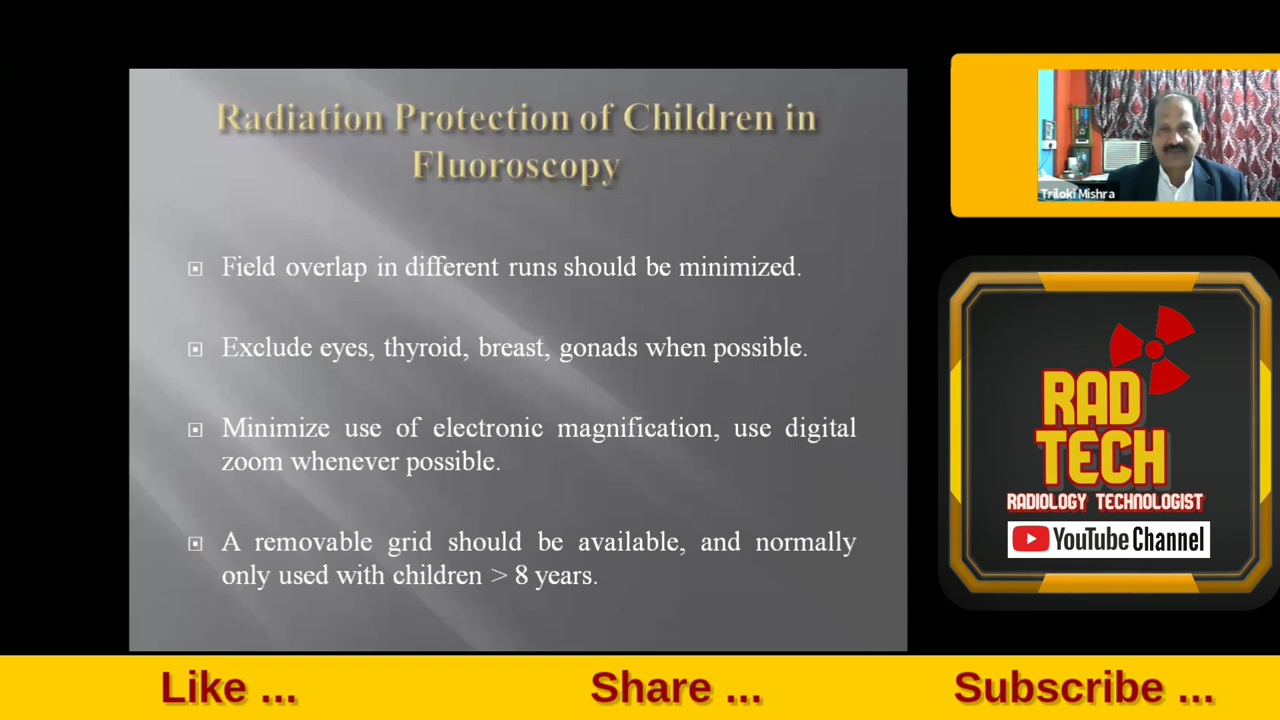 Radiation Protection of Children in
Fluoroscopy
Field overlap in different runs should be minimized.
Exclude eyes, thyroid, breast, gonads when possible.
Minimize use of electronic magnification, use digital
zoom whenever possible.
A removable grid should be available, and normally
only used with children > 8 years.
Triloki Mishra
RAD
TECH
RADIOLOGY TECHNOLOGIST
YouTube Channel
Like ... Share ... Subscribe ...